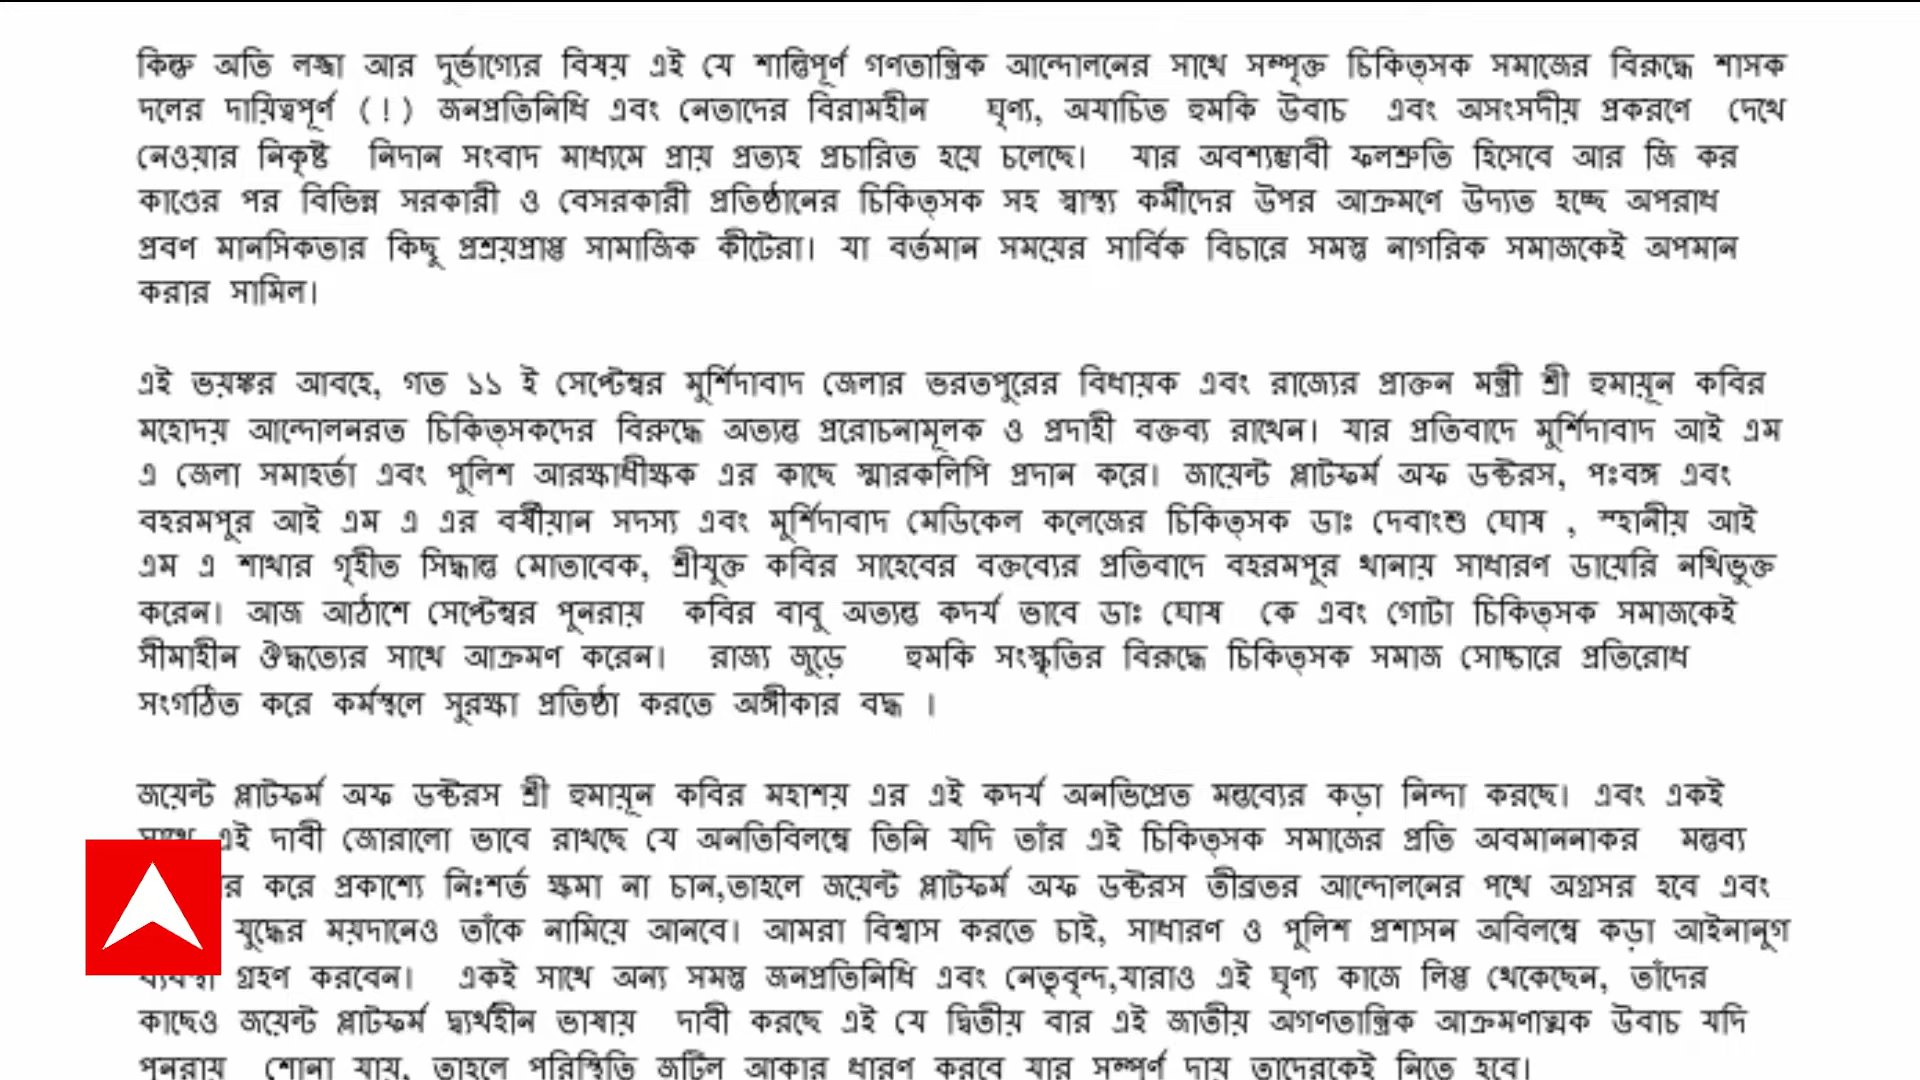 কিন্তু অতি লজ্জা আর দুর্ভাগ্যের বিষয় এই যে শান্তিপূর্ণ গণতান্ত্রিক আন্দোলনের সাথে সম্পৃক্ত চিকিত্সক সমাজের বিরূদ্ধে শাসক
দলের দায়িত্বপূর্ণ (!) জনপ্রতিনিধি এবং নেতাদের বিরামহীন ঘৃণ্য, অযাচিত হুমকি উবাচ এবং অসংসদীয় প্রকরণে দেখে
নেওয়ার নিকৃষ্ট নিদান সংবাদ মাধ্যমে প্রায় প্রত্যহ প্রচারিত হয়ে চলেছে। যার অবশ্যম্ভাবী ফলশ্রুতি হিসেবে আর জি কর
কাণ্ডের পর বিভিন্ন সরকারী ও বেসরকারী প্রতিষ্ঠানের চিকিত্সক সহ স্বাস্থ্য কর্মীদের উপর আক্রমণে উদ্যত হচ্ছে অপরাধ
প্রবণ মানসিকতার কিছু প্রশ্রয়প্রাপ্ত সামাজিক কীটেরা। যা বর্তমান সময়ের সার্বিক বিচারে সমস্ত নাগরিক সমাজকেই অপমান
করার সামিল।
এই ভয়ঙ্কর আবহে, গত ১১ ই সেপ্টেম্বর মুর্শিদাবাদ জেলার ভরতপুরের বিধায়ক এবং রাজ্যের প্রাক্তন মন্ত্রী শ্রী হুমায়ূন কবির
মহোদয় আন্দোলনরত চিকিত্সকদের বিরুদ্ধে অত্যন্ত প্ররোচনামূলক ও প্রদাহী বক্তব্য রাখেন। যার প্রতিবাদে মুর্শিদাবাদ আই এম
এ জেলা সমাহর্তা এবং পুলিশ আরক্ষাধীক্ষক এর কাছে স্মারকলিপি প্রদান করে। জায়েন্ট প্লাটফর্ম অফ ডক্টরস, পঃবঙ্গ এবং
বহরমপুর আই এম এ এর বর্ষীয়ান সদস্য এবং মুর্শিদাবাদ মেডিকেল কলেজের চিকিত্সক ডাঃ দেবাংশু ঘোষ , স্হানীয় আই
এম এ শাখার গৃহীত সিদ্ধান্ত মোতাবেক, শ্রীযুক্ত কবির সাহেবের বক্তব্যের প্রতিবাদে বহরমপুর থানায় সাধারণ ডায়েরি নথিভুক্ত
করেন। আজ আঠাশে সেপ্টেম্বর পুনরায় কবির বাবু অত্যন্ত কদর্য ভাবে ডাঃ ঘোষ কে এবং গোটা চিকিত্সক সমাজকেই
সীমাহীন ঔদ্ধত্যের সাথে আক্রমণ করেন। রাজ্য জুড়ে হুমকি সংস্কৃতির বিরূদ্ধে চিকিত্সক সমাজ সোচ্চারে প্রতিরোধ
সংগঠিত করে কর্মস্থলে সুরক্ষা প্রতিষ্ঠা করতে অঙ্গীকার বদ্ধ ।
জয়েন্ট প্লাটফর্ম অফ ডক্টরস শ্রী হুমায়ূন কবির মহাশয় এর এই কদর্য অনভিপ্রেত মন্তব্যের কড়া নিন্দা করছে। এবং একই
সাথে এই দাবী জোরালো ভাবে রাখছে যে অনতিবিলম্বে তিনি যদি তাঁর এই চিকিত্সক সমাজের প্রতি অবমাননাকর মন্তব্য
র করে প্রকাশ্যে নিঃশর্ত ক্ষমা না চান,তাহলে জয়েন্ট প্লাটফর্ম অফ ডক্টরস তীব্রতর আন্দোলনের পথে অগ্রসর হবে এবং
যুদ্ধের ময়দানেও তাঁকে নামিয়ে আনবে। আমরা বিশ্বাস করতে চাই, সাধারণ ও পুলিশ প্রশাসন অবিলম্বে কড়া আইনানুগ
ব্যবস্থা গ্রহণ করবেন। একই সাথে অন্য সমস্ত জনপ্রতিনিধি এবং নেতৃবৃন্দ,যারাও এই ঘৃণ্য কাজে লিপ্ত থেকেছেন, তাঁদের
কাছেও জয়েন্ট প্লাটফর্ম দ্ব্যর্থহীন ভাষায় দাবী করছে এই যে দ্বিতীয় বার এই জাতীয় অগণতান্ত্রিক আক্রমণাত্মক উবাচ যদি
পুনরায় শোনা যায়, তাহলে পরিস্থিতি জটিল আকার ধারণ করবে যার সম্পূর্ণ দায় তাদেরকেই নিতে হবে।